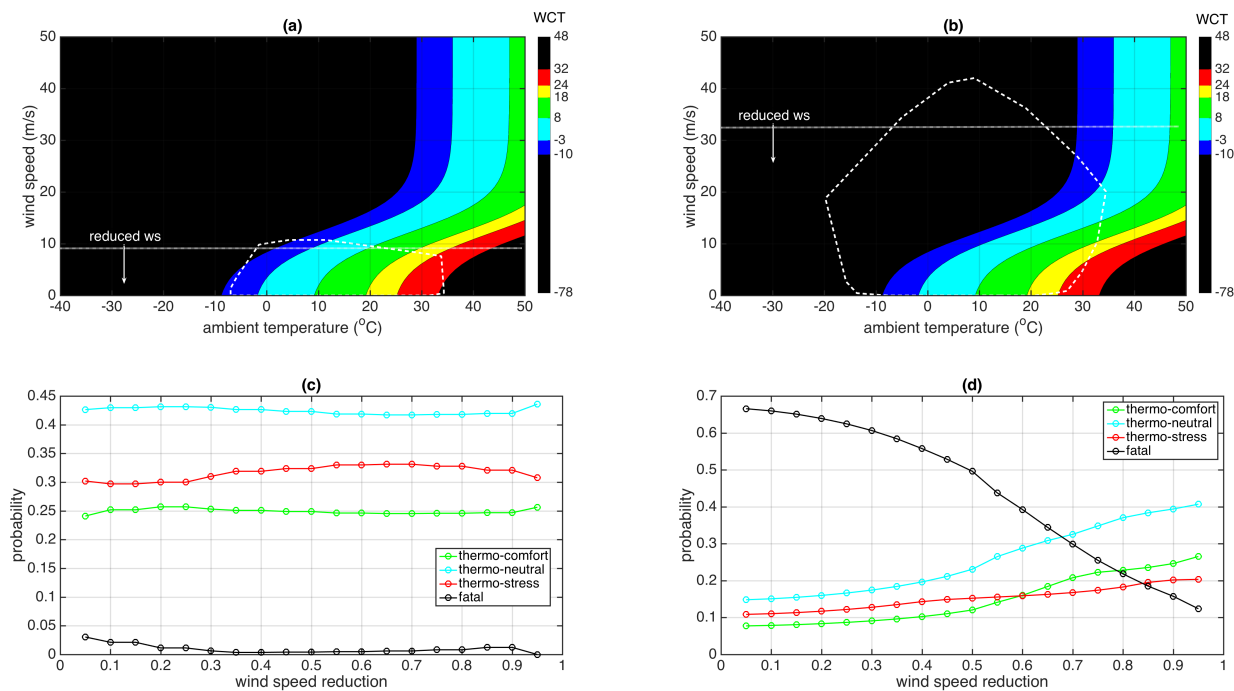 (a)
WCT
50
40
30
20
10
0
wind speed (m/s)
reduced ws
-40 -30 -20 -10 0 10 20 30 40 50
ambient temperature (°C)
48
32
24
18
8
-3
-10
-78
(b)
WCT
50
40
30
20
10
0
wind speed (m/s)
reduced ws
-40 -30 -20 -10 0 10 20 30 40 50
ambient temperature (°C)
48
32
24
18
8
-3
-10
-78
(c)
0.45
0.4
0.35
0.3
0.25
0.2
0.15
0.1
0.05
0
probability
thermo-comfort
thermo-neutral
thermo-stress
fatal
0 0.1 0.2 0.3 0.4 0.5 0.6 0.7 0.8 0.9 1
wind speed reduction
(d)
0.7
0.6
0.5
0.4
0.3
0.2
0.1
0
probability
thermo-comfort
thermo-neutral
thermo-stress
fatal
0 0.1 0.2 0.3 0.4 0.5 0.6 0.7 0.8 0.9 1
wind speed reduction